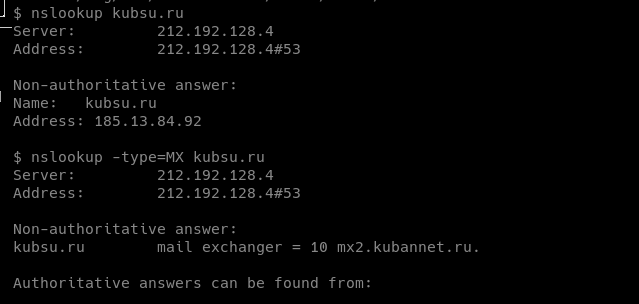 $ nslookup kubsu.ru
Server:         212.192.128.4
Address:        212.192.128.4#53
Non-authoritative answer:
Name:   kubsu.ru
Address: 185.13.84.92
$ nslookup -type=MX kubsu.ru
Server:         212.192.128.4
Address:        212.192.128.4#53
Non-authoritative answer:
kubsu.ru        mail exchanger = 10 mx2.kubannet.ru.
Authoritative answers can be found from: